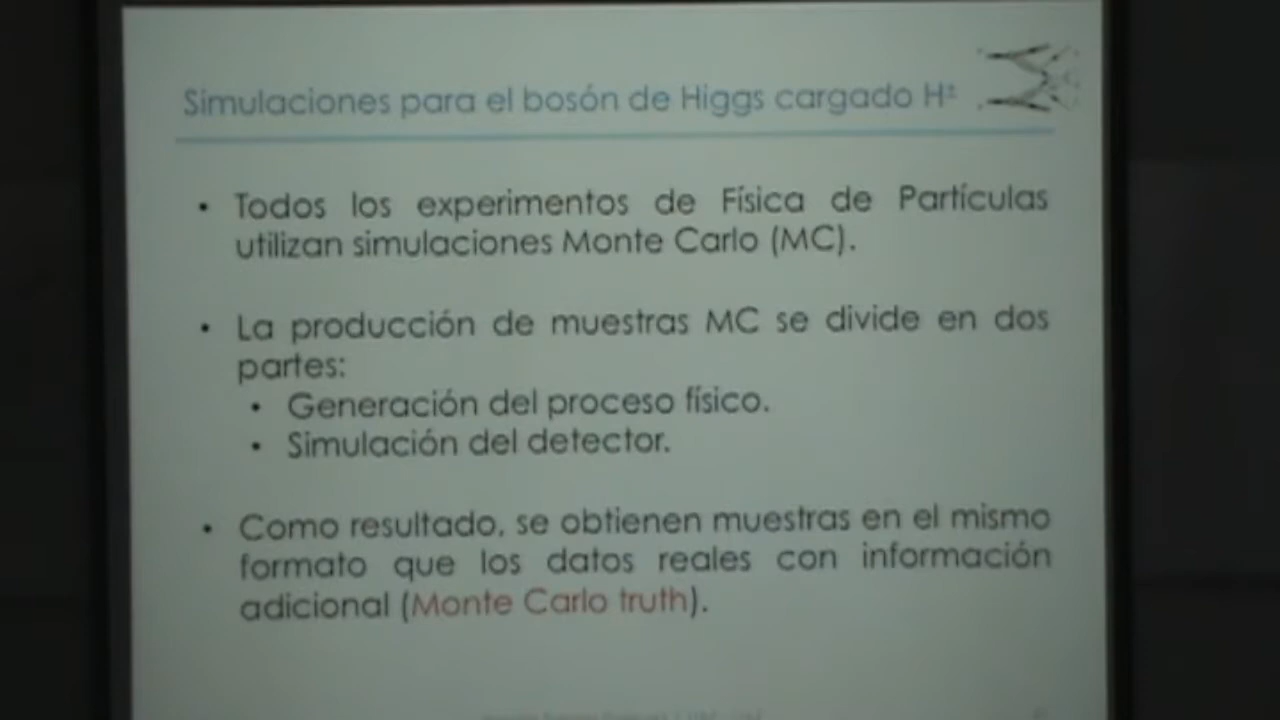 Simulaciones para el bosón de Higgs cargado H±
• Todos los experimentos de Física de Partículas
utilizan simulaciones Monte Carlo (MC).
• La producción de muestras MC se divide en dos
partes:
• Generación del proceso físico.
• Simulación del detector.
• Como resultado, se obtienen muestras en el mismo
formato que los datos reales con información
adicional (Monte Carlo truth).